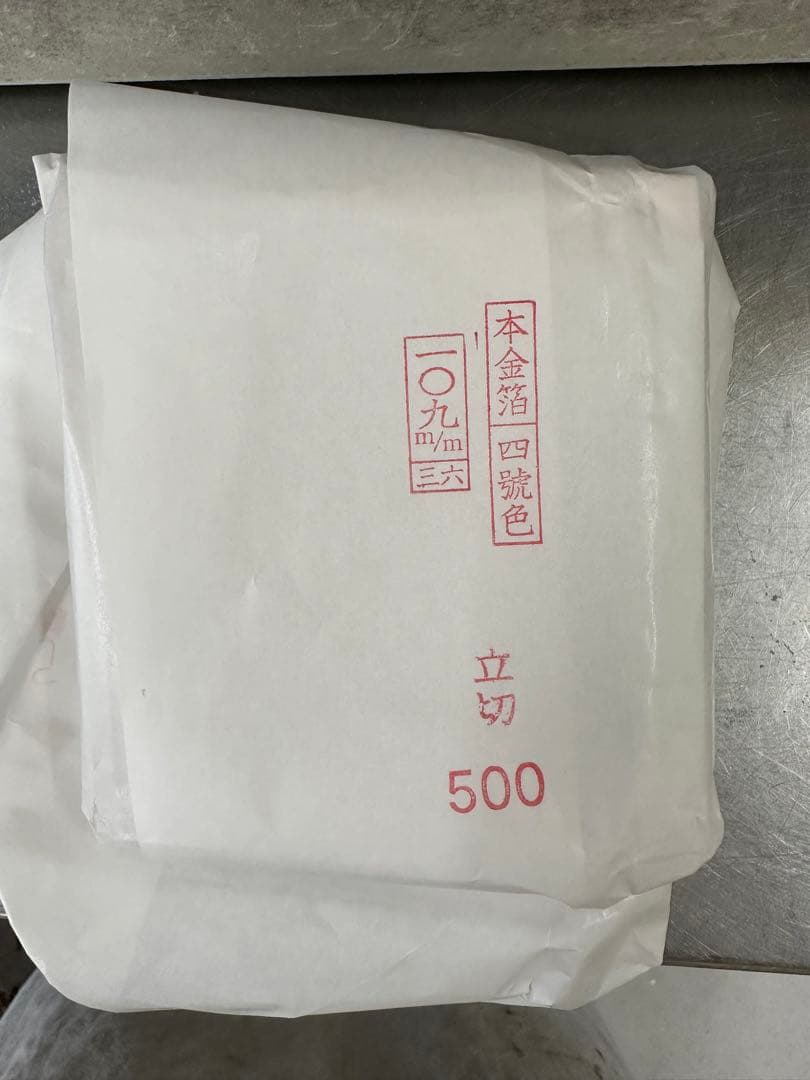 本金箔 四號色
一〇九m/m 三六
立切
500